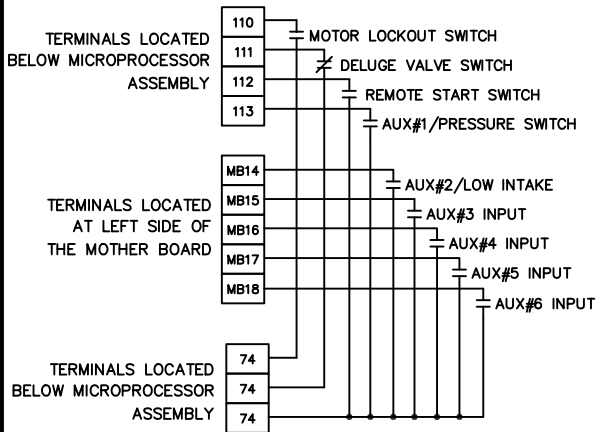 110
MOTOR LOCKOUT SWITCH
TERMINALS LOCATED
BELOW MICROPROCESSOR
ASSEMBLY
111
DELUGE VALVE SWITCH
112
REMOTE START SWITCH
113
AUX#1/PRESSURE SWITCH
MB14
AUX#2/LOW INTAKE
TERMINALS LOCATED
AT LEFT SIDE OF
THE MOTHER BOARD
MB15
AUX#3 INPUT
MB16
AUX#4 INPUT
MB17
AUX#5 INPUT
MB18
AUX#6 INPUT
TERMINALS LOCATED
BELOW MICROPROCESSOR
ASSEMBLY
74
74
74